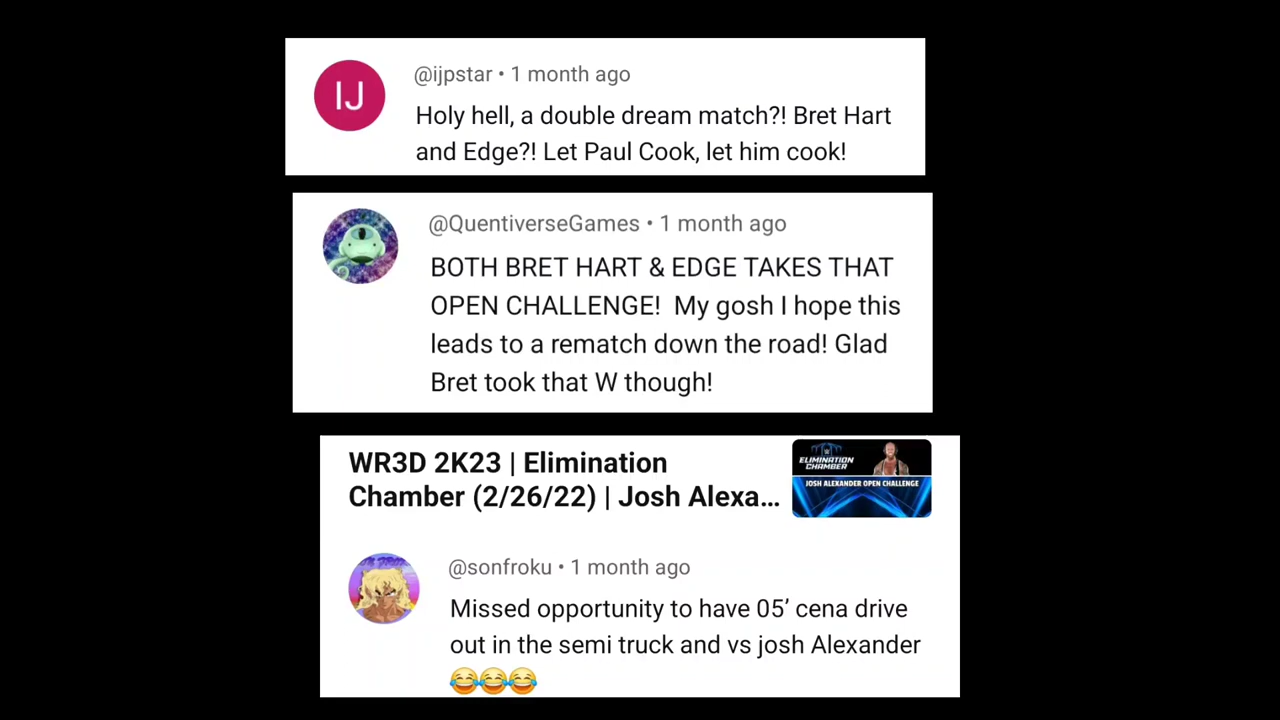 IJ
@ijpstar • 1 month ago
Holy hell, a double dream match?! Bret Hart
and Edge?! Let Paul Cook, let him cook!
@QuentiverseGames • 1 month ago
BOTH BRET HART & EDGE TAKES THAT
OPEN CHALLENGE!  My gosh I hope this
leads to a rematch down the road! Glad
Bret took that W though!
WR3D 2K23 | Elimination
Chamber (2/26/22) | Josh Alexa...
ELIMINATION
CHAMBER
JOSH ALEXANDER OPEN CHALLENGE
@sonfroku • 1 month ago
Missed opportunity to have 05’ cena drive
out in the semi truck and vs josh Alexander
😂😂😂